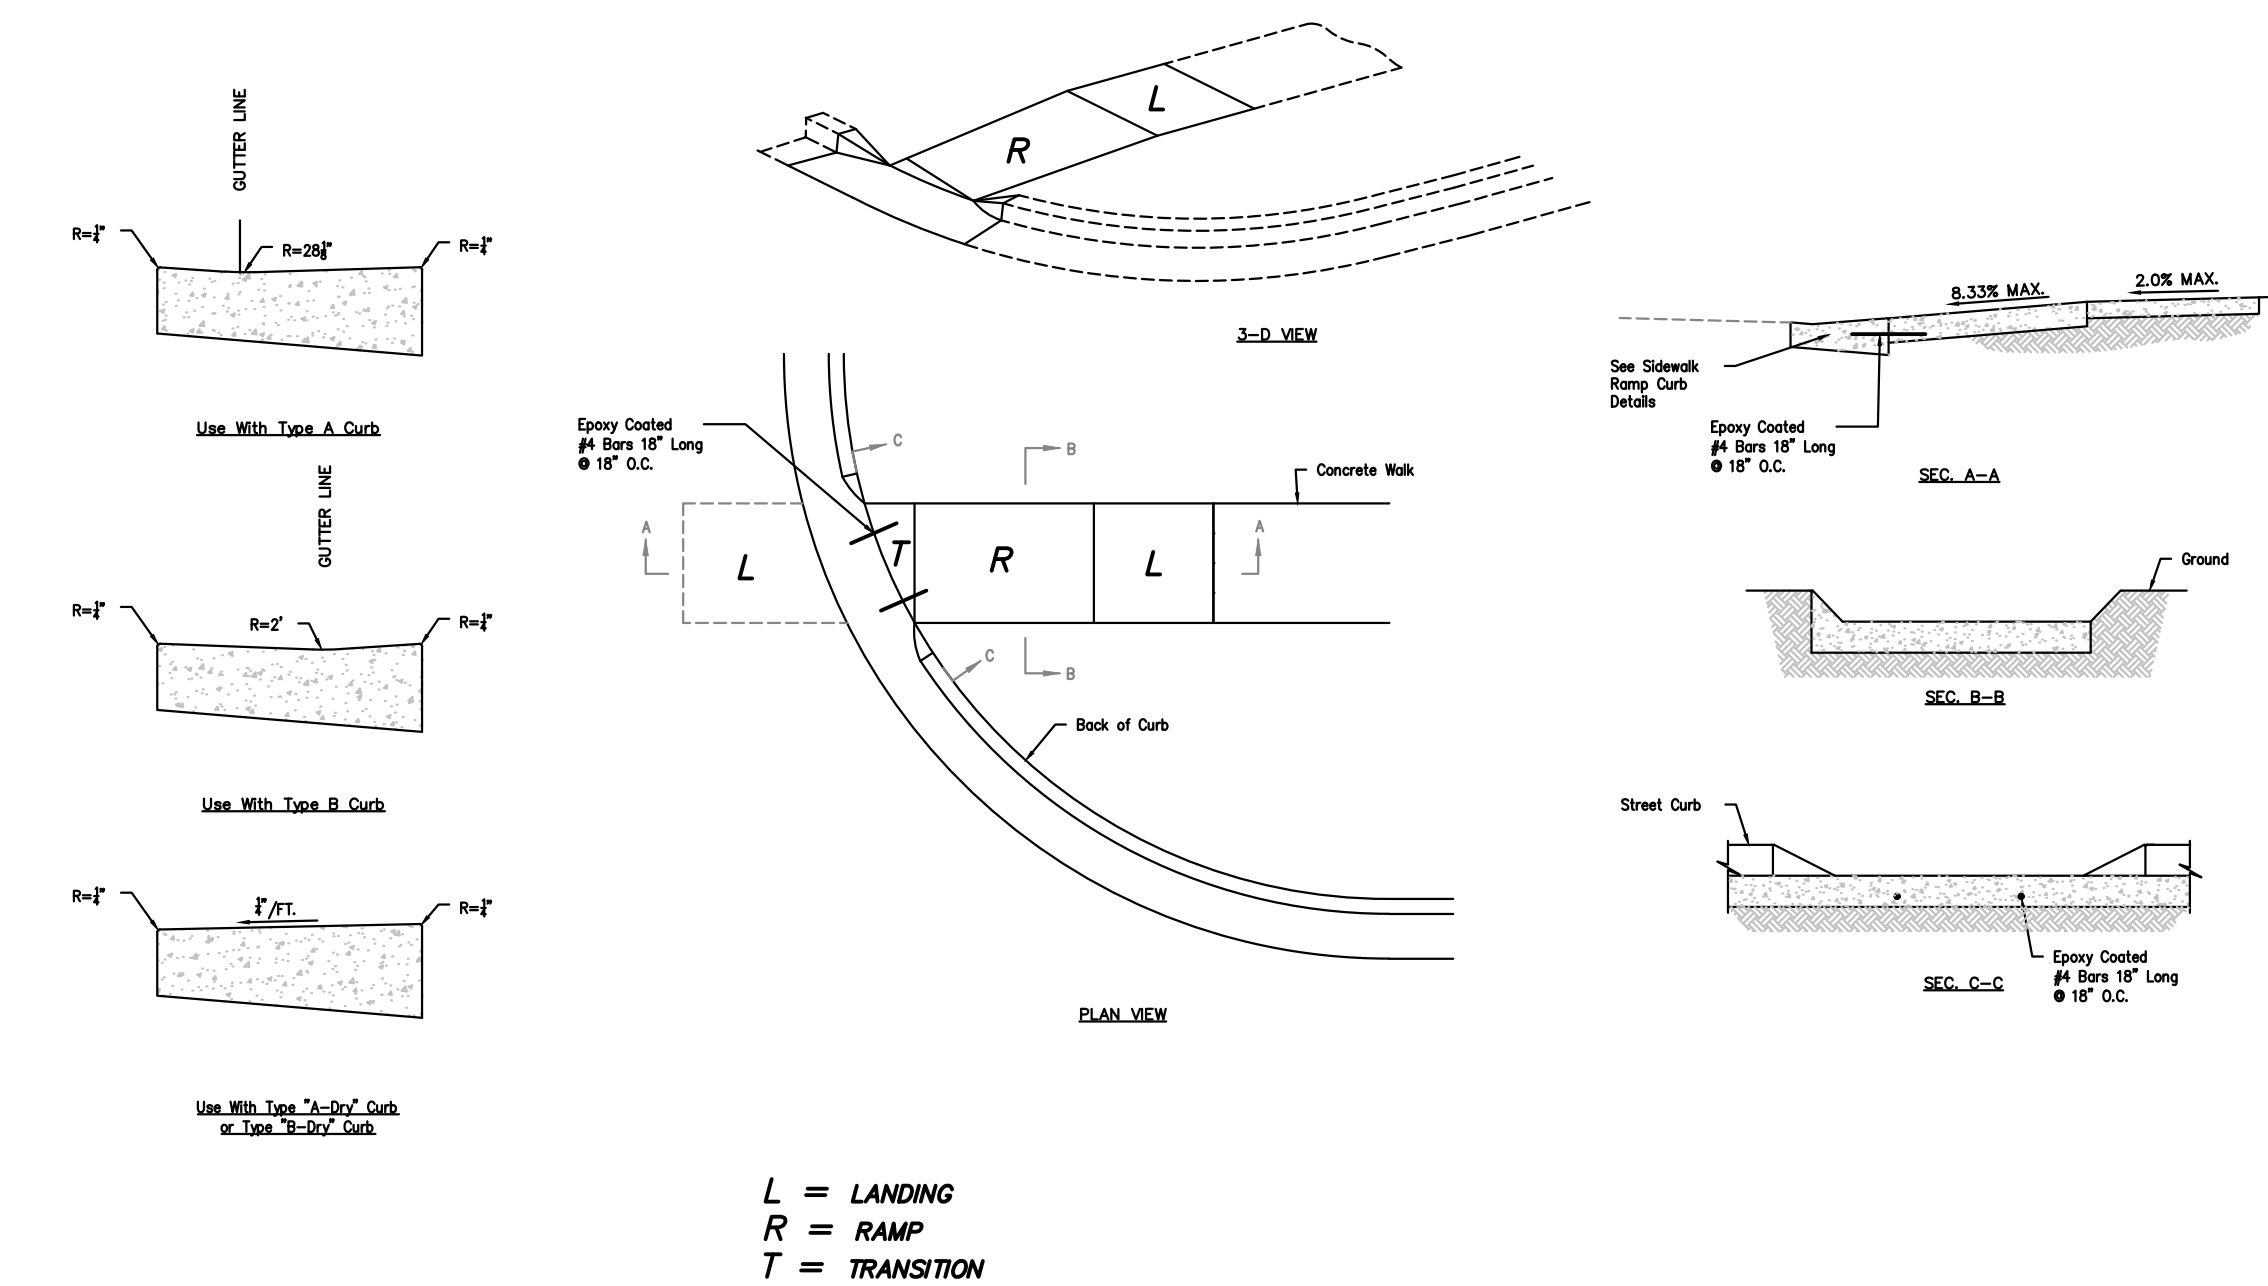 GUTTER LINE
R=1/4"
R=28 1/8"
R=1/4"
Use With Type A Curb
GUTTER LINE
R=1/4"
R=2'
R=1/4"
Use With Type B Curb
R=1/4"
1/4"/FT.
R=1/4"
Use With Type "A-Dry" Curb
or Type "B-Dry" Curb
L
R
3-D VIEW
Epoxy Coated
#4 Bars 18" Long
@ 18" O.C.
C
B
Concrete Walk
A
A
L
T
R
L
C
B
Back of Curb
PLAN VIEW
L = LANDING
R = RAMP
T = TRANSITION
8.33% MAX.
2.0% MAX.
See Sidewalk
Ramp Curb
Details
Epoxy Coated
#4 Bars 18" Long
@ 18" O.C.
SEC. A-A
Ground
SEC. B-B
Street Curb
Epoxy Coated
#4 Bars 18" Long
@ 18" O.C.
SEC. C-C